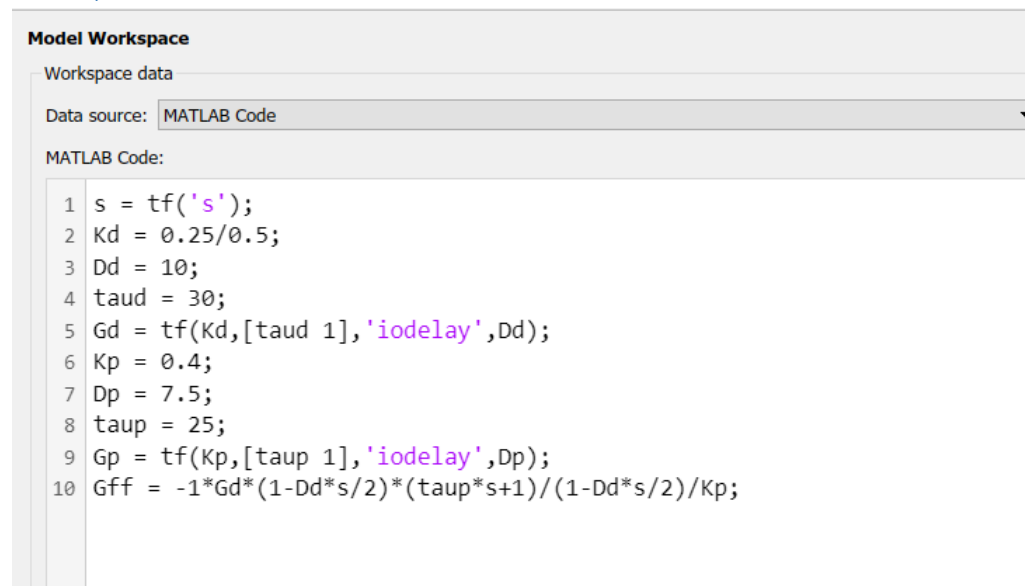 Model Workspace
Workspace data
Data source: MATLAB Code
MATLAB Code:
1 s = tf('s');
2 Kd = 0.25/0.5;
3 Dd = 10;
4 taud = 30;
5 Gd = tf(Kd,[taud 1],'iodelay',Dd);
6 Kp = 0.4;
7 Dp = 7.5;
8 taup = 25;
9 Gp = tf(Kp,[taup 1],'iodelay',Dp);
10 Gff = -1*Gd*(1-Dd*s/2)*(taup*s+1)/(1-Dd*s/2)/Kp;